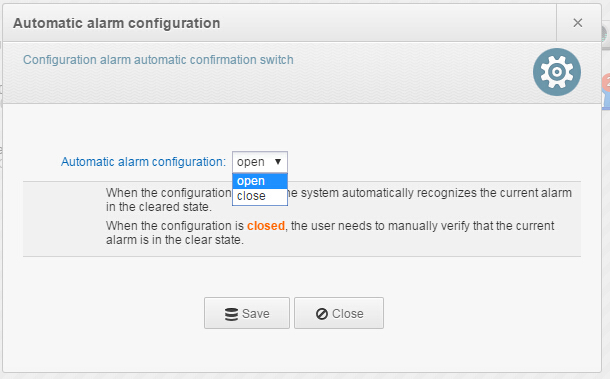 Automatic alarm configuration
Configuration alarm automatic confirmation switch
Automatic alarm configuration: open
open
close
When the configuration he system automatically recognizes the current alarm
in the cleared state.
When the configuration is closed, the user needs to manually verify that the current
alarm is in the clear state.
Save Close